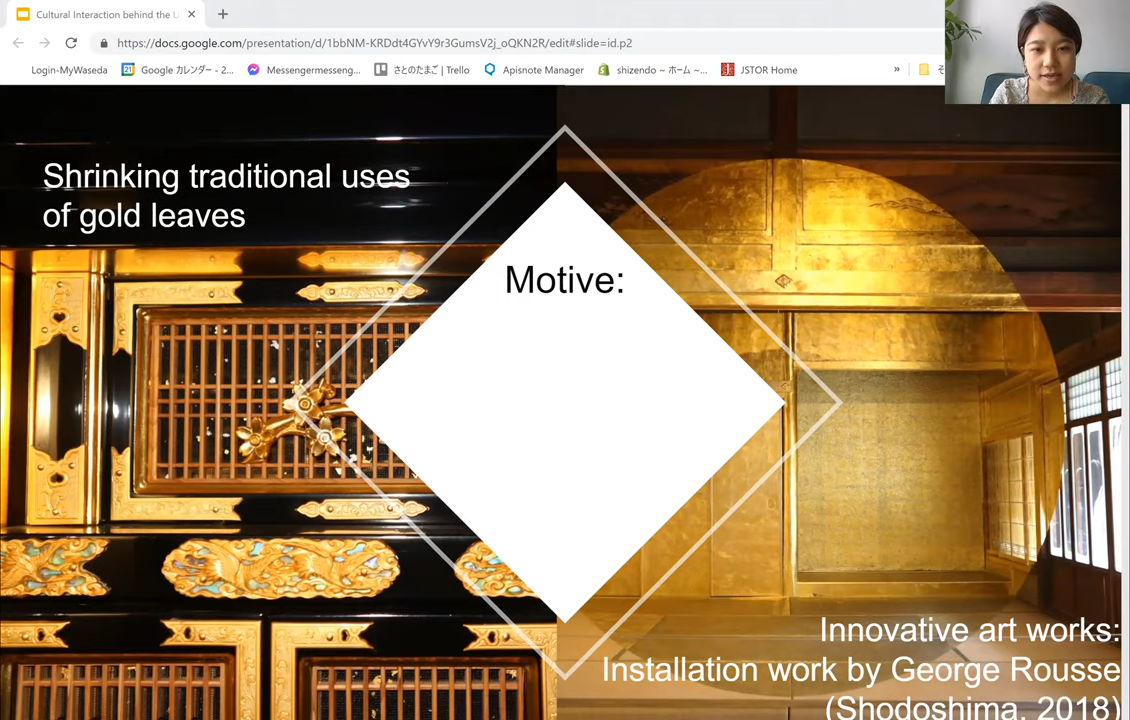 Cultural Interaction behind the U
https://docs.google.com/presentation/d/1bbNM-KRDdt4GYvY9r3GumsV2j_oQKN2R/edit#slide=id.p2
Login-MyWaseda
Google カレンダー - 2...
Messengermesseng...
さとのたまご | Trello
Apisnote Manager
shizendo ~ ホーム ~...
JSTOR Home
»
そ
Shrinking traditional uses
of gold leaves
Motive:
Innovative art works:
Installation work by George Rousse
(Shodoshima, 2018)